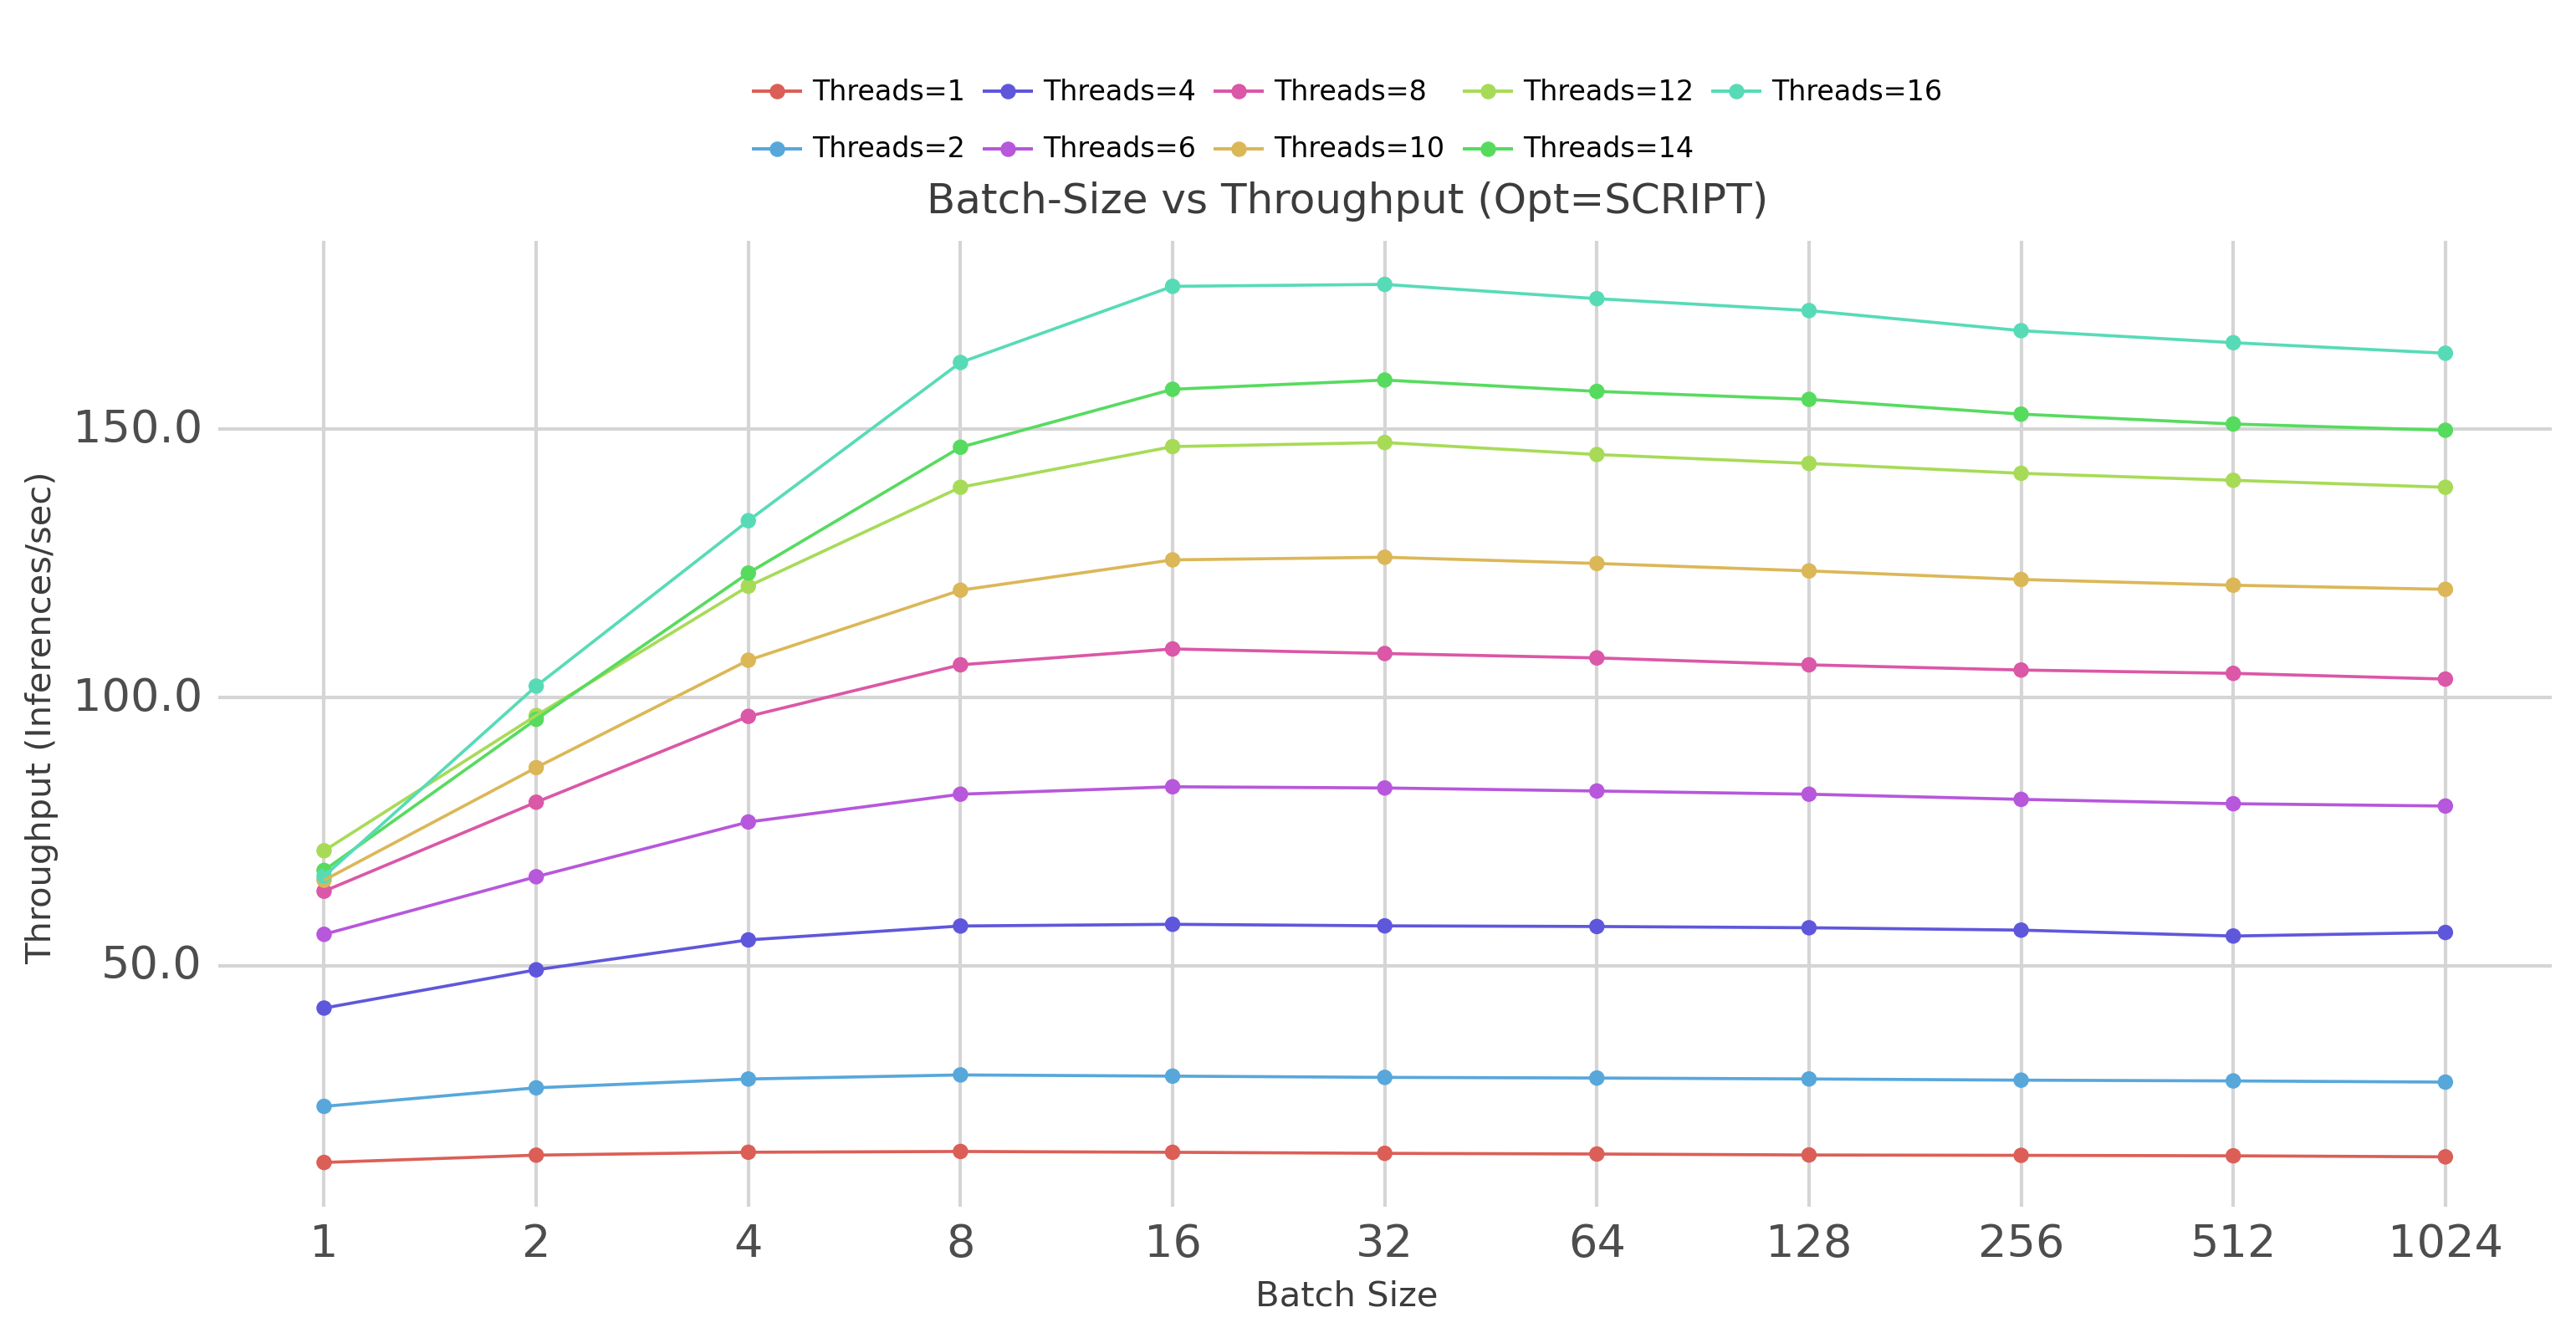 Threads=1 Threads=4 Threads=8 Threads=12 Threads=16
Threads=2 Threads=6 Threads=10 Threads=14
Batch-Size vs Throughput (Opt=SCRIPT)
Throughput (Inferences/sec)
150.0
100.0
50.0
1 2 4 8 16 32 64 128 256 512 1024
Batch Size